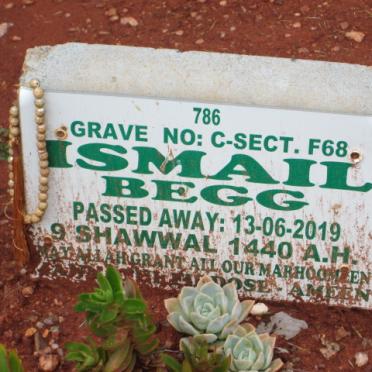 786
GRAVE NO: C-SECT. F68
ISMAIL
BEGG
PASSED AWAY: 13-06-2019
9 SHAWWAL 1440 A.H.
MAY ALLAH GRANT ALL OUR MARHOOMEEN
AMEEN